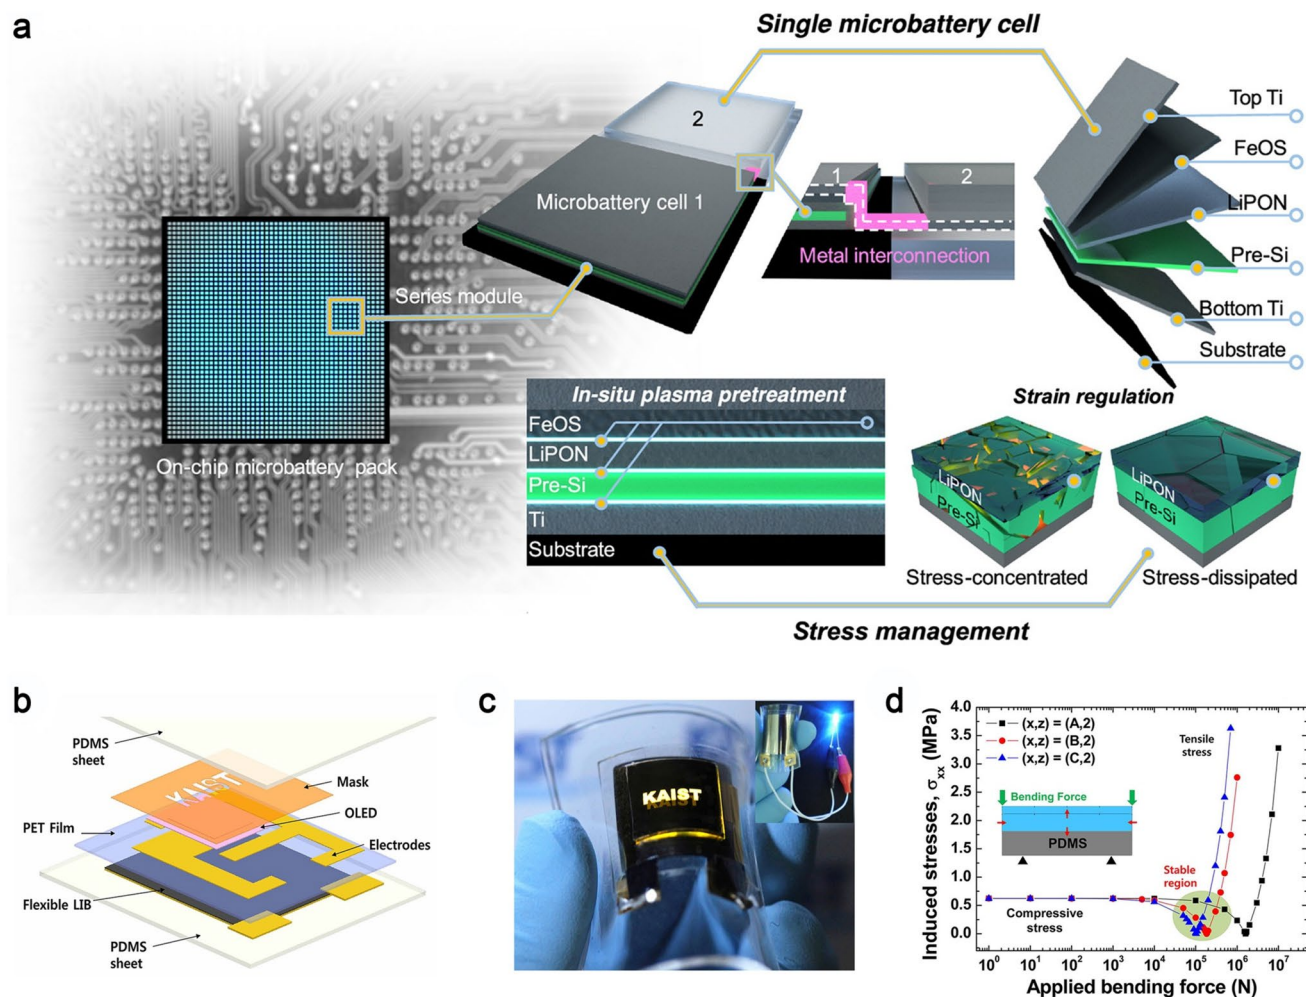 a
Single microbattery cell
2
Microbattery cell 1
Series module
On-chip microbattery pack
1
2
Metal interconnection
Top Ti
FeOS
LiPON
Pre-Si
Bottom Ti
Substrate
In-situ plasma pretreatment
FeOS
LiPON
Pre-Si
Ti
Substrate
Strain regulation
LiPON
Pre-Si
Stress-concentrated
LiPON
Pre-Si
Stress-dissipated
Stress management
b
PDMS
sheet
KAIST
Mask
OLED
PET Film
Electrodes
Flexible LIB
PDMS
sheet
c
KAIST
d
Induced stresses, σxx (MPa)
4.0
3.5
3.0
2.5
2.0
1.5
1.0
0.5
0.0
(x,z) = (A,2)
(x,z) = (B,2)
(x,z) = (C,2)
Tensile
stress
Bending Force
PDMS
Stable
region
Compressive
stress
10⁰ 10¹ 10² 10³ 10⁴ 10⁵ 10⁶ 10⁷
Applied bending force (N)